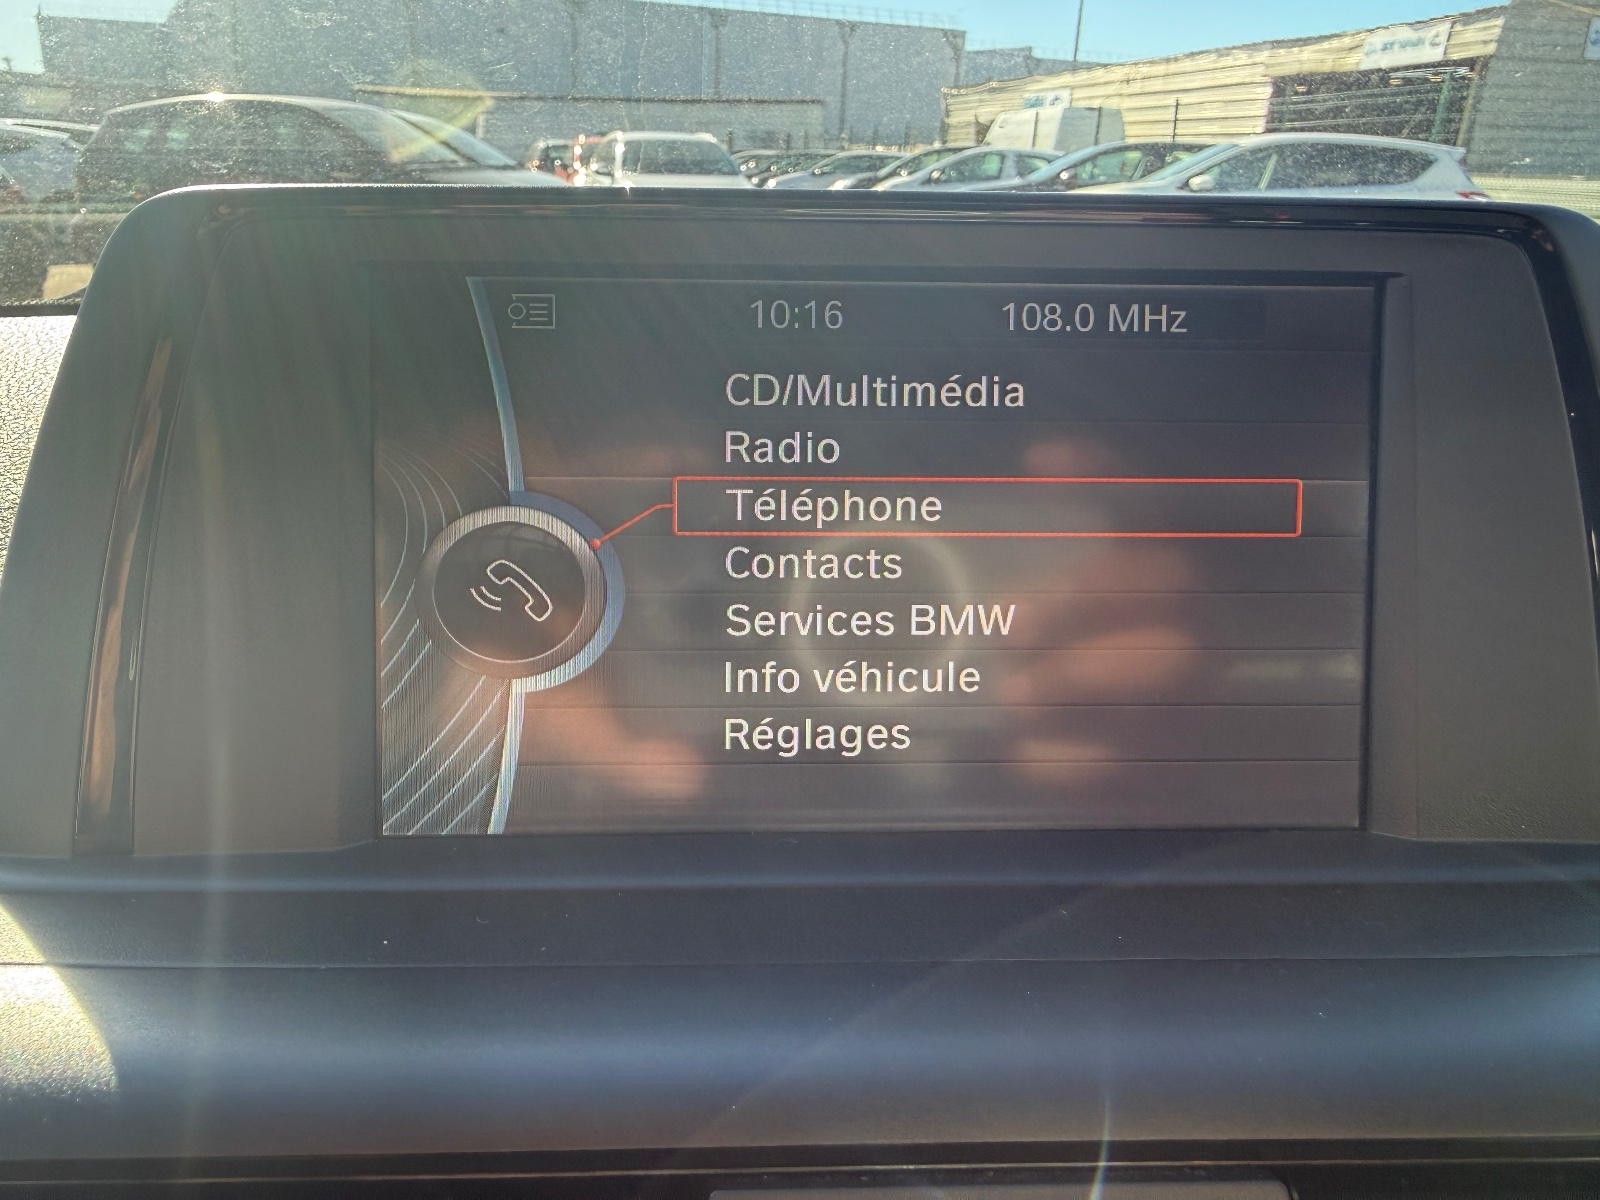 10:16 108.0 MHz
CD/Multimédia
Radio
Téléphone
Contacts
Services BMW
Info véhicule
Réglages